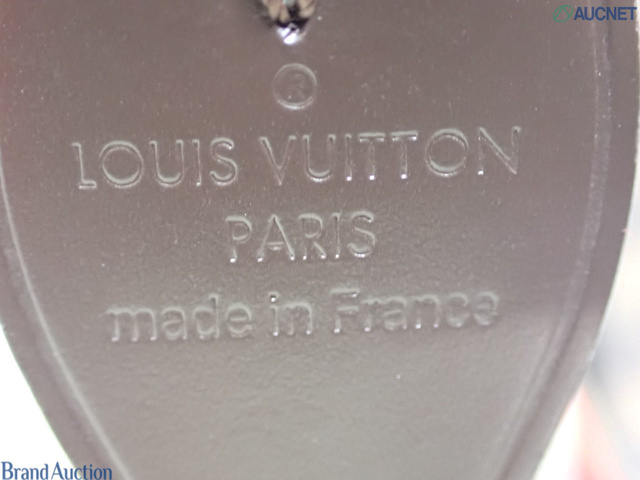 AUCNET
®
LOUIS VUITTON
PARIS
made in France
Brand Auction